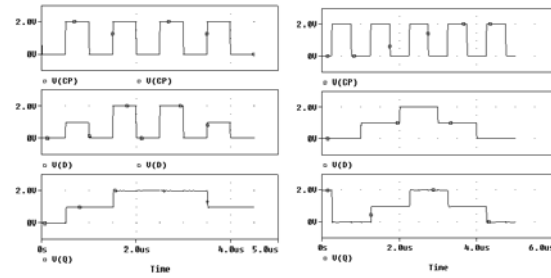 2.0V
0V
V(CP) V(CP)
2.0V
0V
V(D) V(D)
2.0V
0s 2.0us 4.0us 5.0us
V(Q) Time
2.0V
0V
V(CP)
2.0V
0V
V(D)
2.0V
0V
0s 2.0us 4.0us 6.0us
V(Q) Time